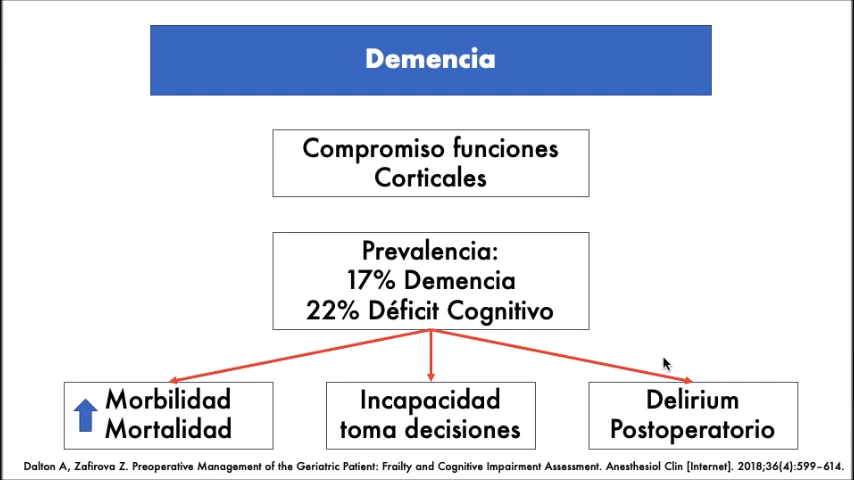 Demencia
Compromiso funciones
Corticales
Prevalencia:
17% Demencia
22% Déficit Cognitivo
Morbilidad
Mortalidad
Incapacidad
toma decisiones
Delirium
Postoperatorio
Dalton A, Zafirova Z. Preoperative Management of the Geriatric Patient: Frailty and Cognitive Impairment Assessment. Anesthesiol Clin [Internet]. 2018;36(4):599–614.